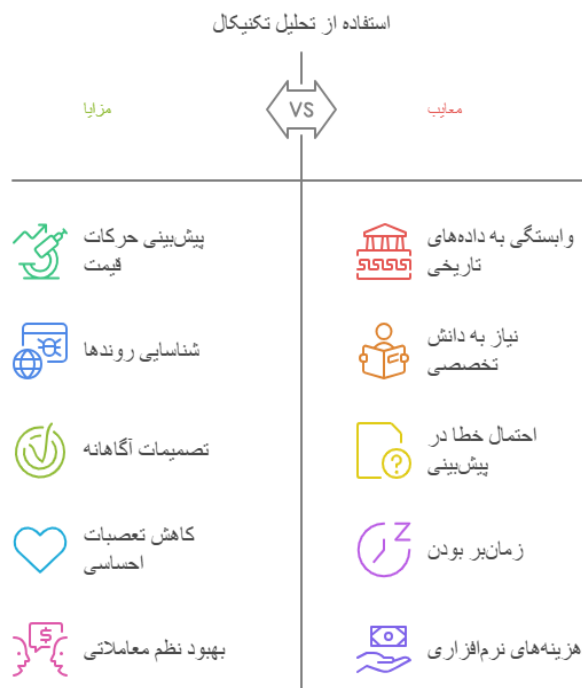 استفاده از تحلیل تکنیکال
معایب
VS
مزایا
وابستگی به داده‌های
تاریخی
نیاز به دانش
تخصصی
احتمال خطا در
پیش‌بینی
زمان‌بر بودن
هزینه‌های نرم‌افزاری
پیش‌بینی حرکات
قیمت
شناسایی روندها
تصمیمات آگاهانه
کاهش تعصبات
احساسی
بهبود نظم معاملاتی